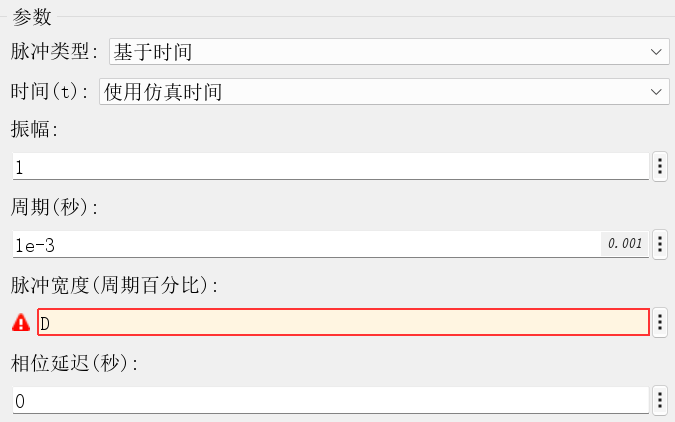 参数
脉冲类型: 基于时间
时间(t): 使用仿真时间
振幅:
1
周期(秒):
1e-3 0.001
脉冲宽度(周期百分比):
D
相位延迟(秒):
0